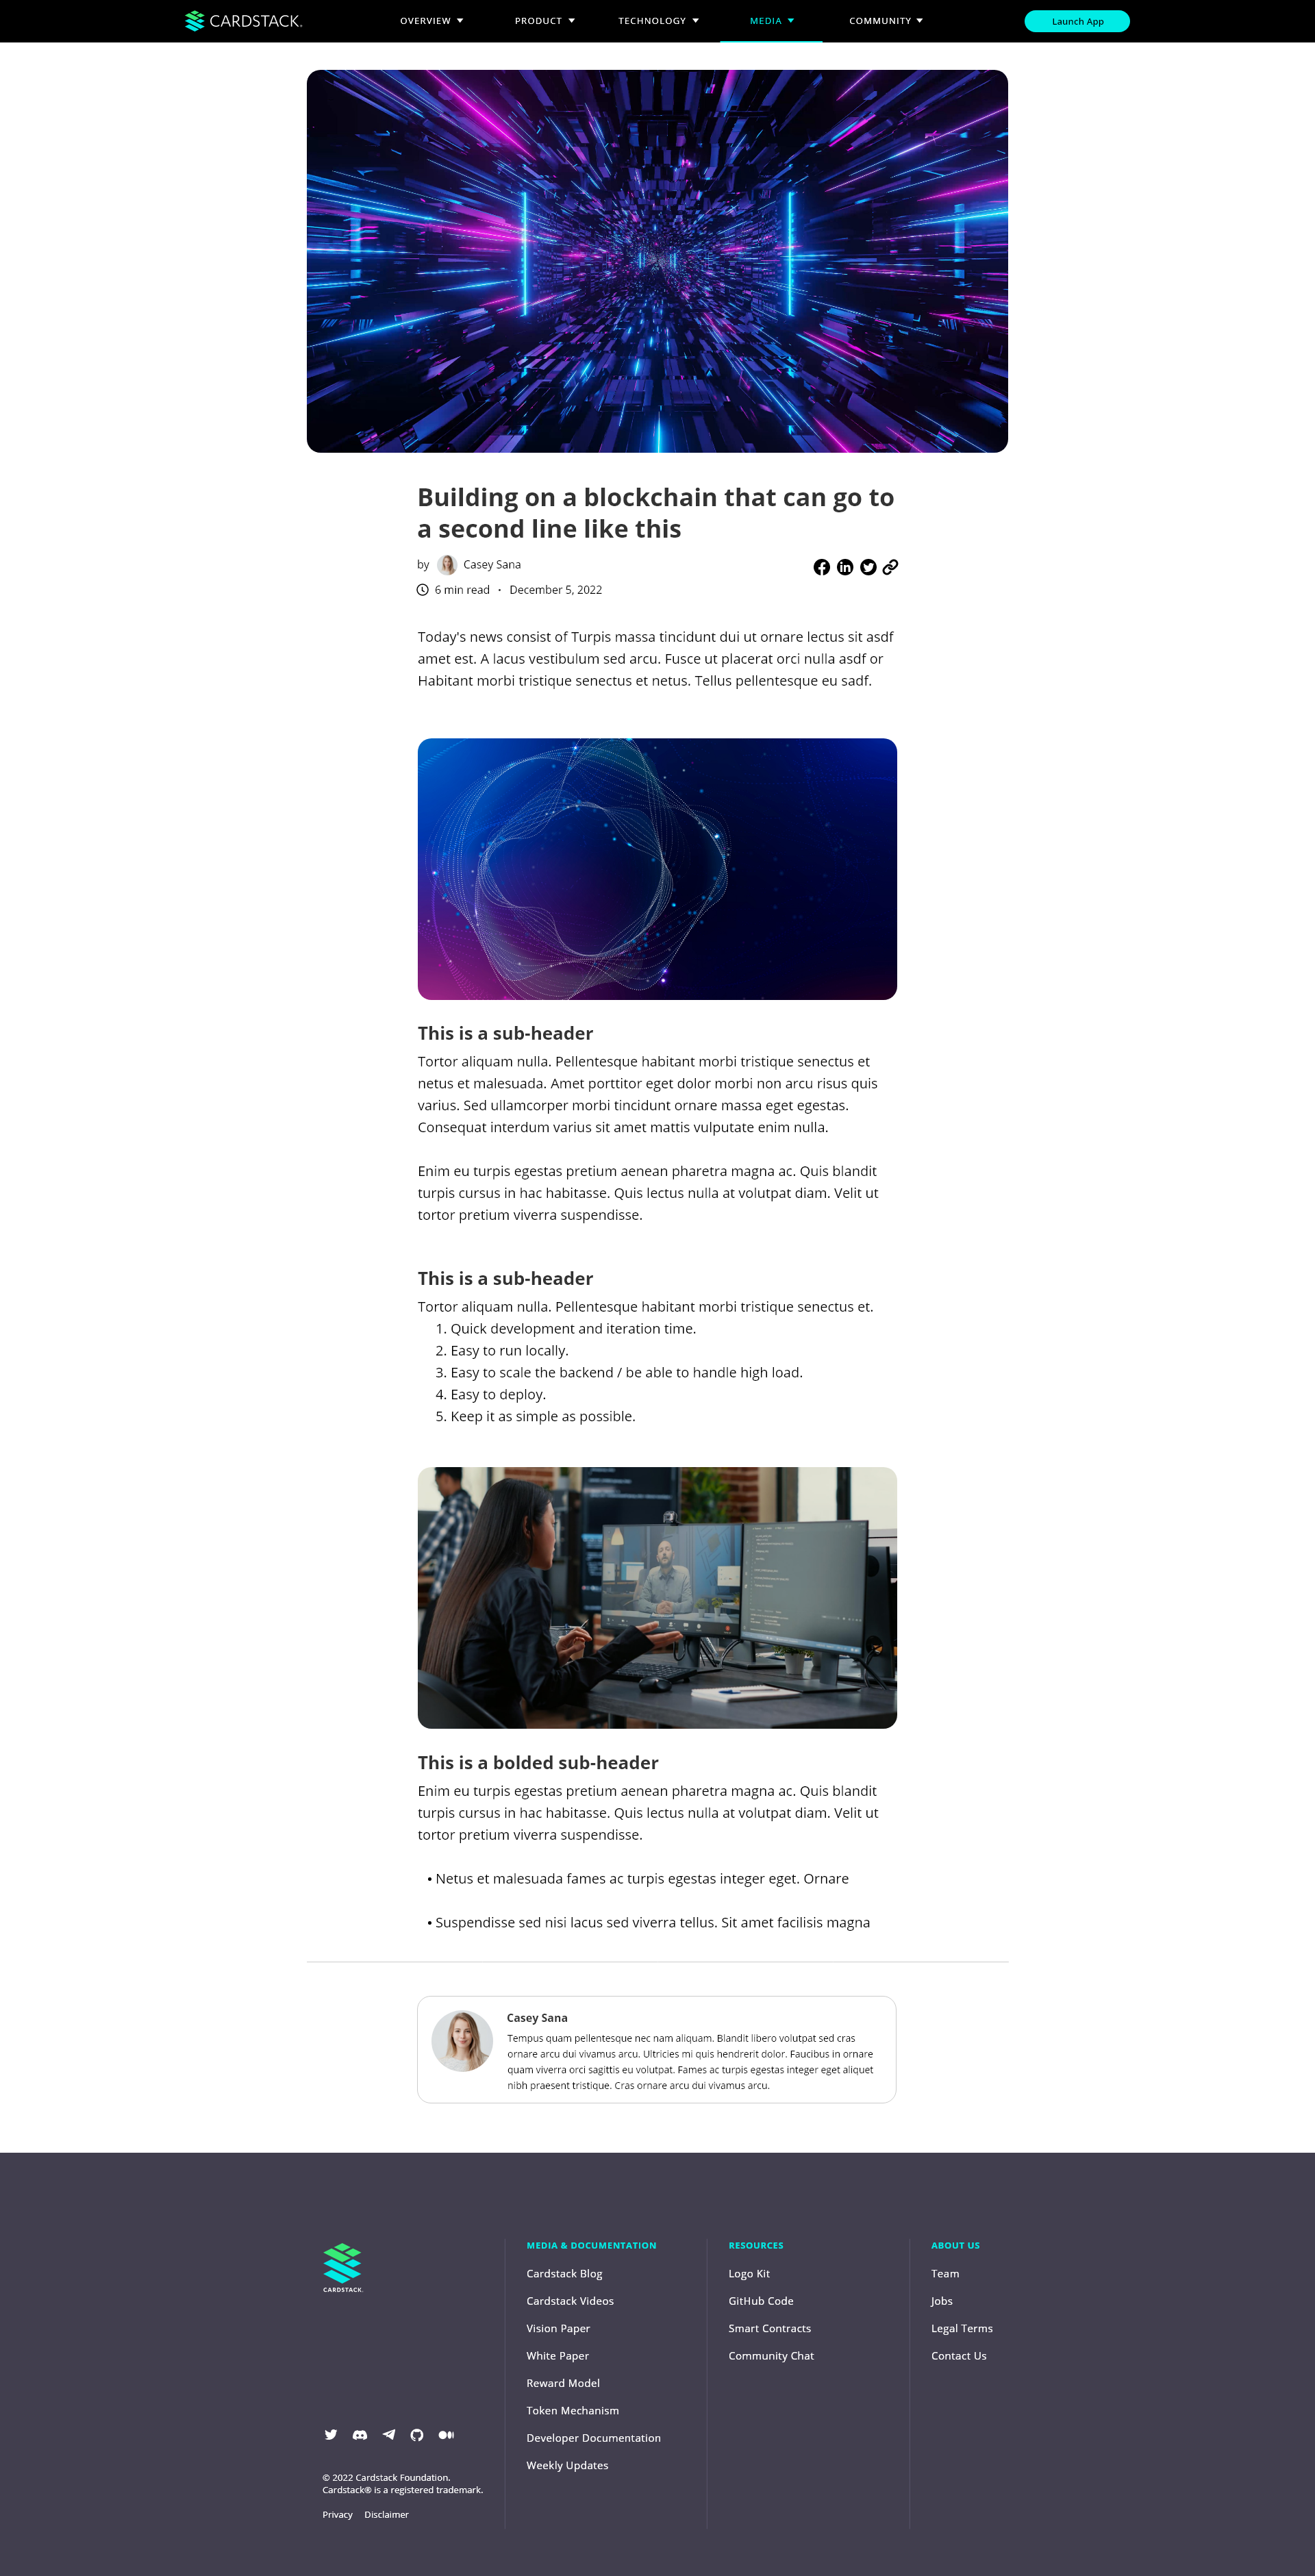 CARDSTACK.
OVERVIEW
PRODUCT
TECHNOLOGY
MEDIA
COMMUNITY
Launch App
Building on a blockchain that can go to
a second line like this
by Casey Sana
6 min read • December 5, 2022
Today's news consist of Turpis massa tincidunt dui ut ornare lectus sit asdf
amet est. A lacus vestibulum sed arcu. Fusce ut placerat orci nulla asdf or
Habitant morbi tristique senectus et netus. Tellus pellentesque eu sadf.
This is a sub-header
Tortor aliquam nulla. Pellentesque habitant morbi tristique senectus et
netus et malesuada. Amet porttitor eget dolor morbi non arcu risus quis
varius. Sed ullamcorper morbi tincidunt ornare massa eget egestas.
Consequat interdum varius sit amet mattis vulputate enim nulla.
Enim eu turpis egestas pretium aenean pharetra magna ac. Quis blandit
turpis cursus in hac habitasse. Quis lectus nulla at volutpat diam. Velit ut
tortor pretium viverra suspendisse.
This is a sub-header
Tortor aliquam nulla. Pellentesque habitant morbi tristique senectus et.
1. Quick development and iteration time.
2. Easy to run locally.
3. Easy to scale the backend / be able to handle high load.
4. Easy to deploy.
5. Keep it as simple as possible.
This is a bolded sub-header
Enim eu turpis egestas pretium aenean pharetra magna ac. Quis blandit
turpis cursus in hac habitasse. Quis lectus nulla at volutpat diam. Velit ut
tortor pretium viverra suspendisse.
• Netus et malesuada fames ac turpis egestas integer eget. Ornare
• Suspendisse sed nisi lacus sed viverra tellus. Sit amet facilisis magna
Casey Sana
Tempus quam pellentesque nec nam aliquam. Blandit libero volutpat sed cras
ornare arcu dui vivamus arcu. Ultricies mi quis hendrerit dolor. Faucibus in ornare
quam viverra orci sagittis eu volutpat. Fames ac turpis egestas integer eget aliquet
nibh praesent tristique. Cras ornare arcu dui vivamus arcu.
CARDSTACK.
MEDIA & DOCUMENTATION
Cardstack Blog
Cardstack Videos
Vision Paper
White Paper
Reward Model
Token Mechanism
Developer Documentation
Weekly Updates
RESOURCES
Logo Kit
GitHub Code
Smart Contracts
Community Chat
ABOUT US
Team
Jobs
Legal Terms
Contact Us
© 2022 Cardstack Foundation.
Cardstack® is a registered trademark.
Privacy Disclaimer